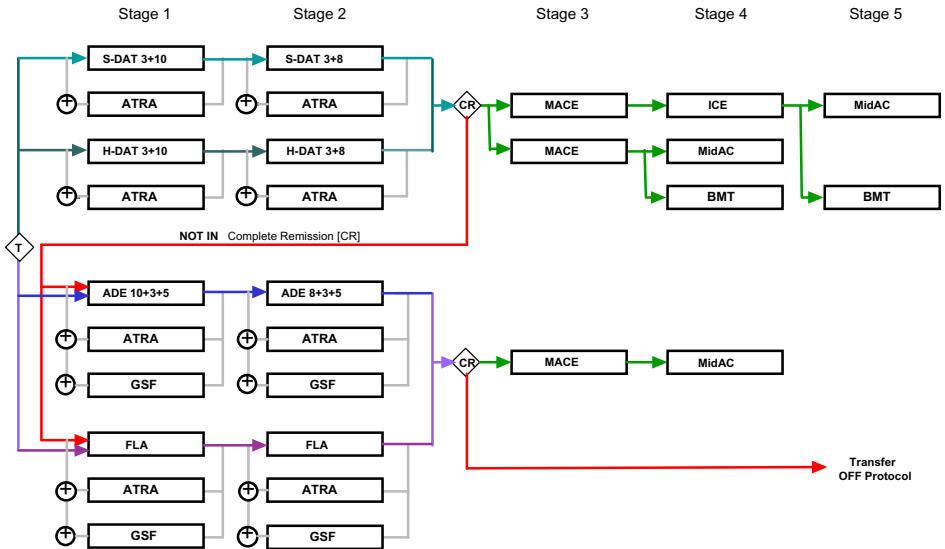 Stage 1 Stage 2 Stage 3 Stage 4 Stage 5
S-DAT 3+10 S-DAT 3+8
ATRA ATRA CR MACE ICE MidAC
H-DAT 3+10 H-DAT 3+8 MACE MidAC
ATRA ATRA BMT BMT
NOT IN Complete Remission [CR]
T
ADE 10+3+5 ADE 8+3+5
ATRA ATRA
CR MACE MidAC
GSF GSF
FLA FLA
Transfer
OFF Protocol
ATRA ATRA
GSF GSF